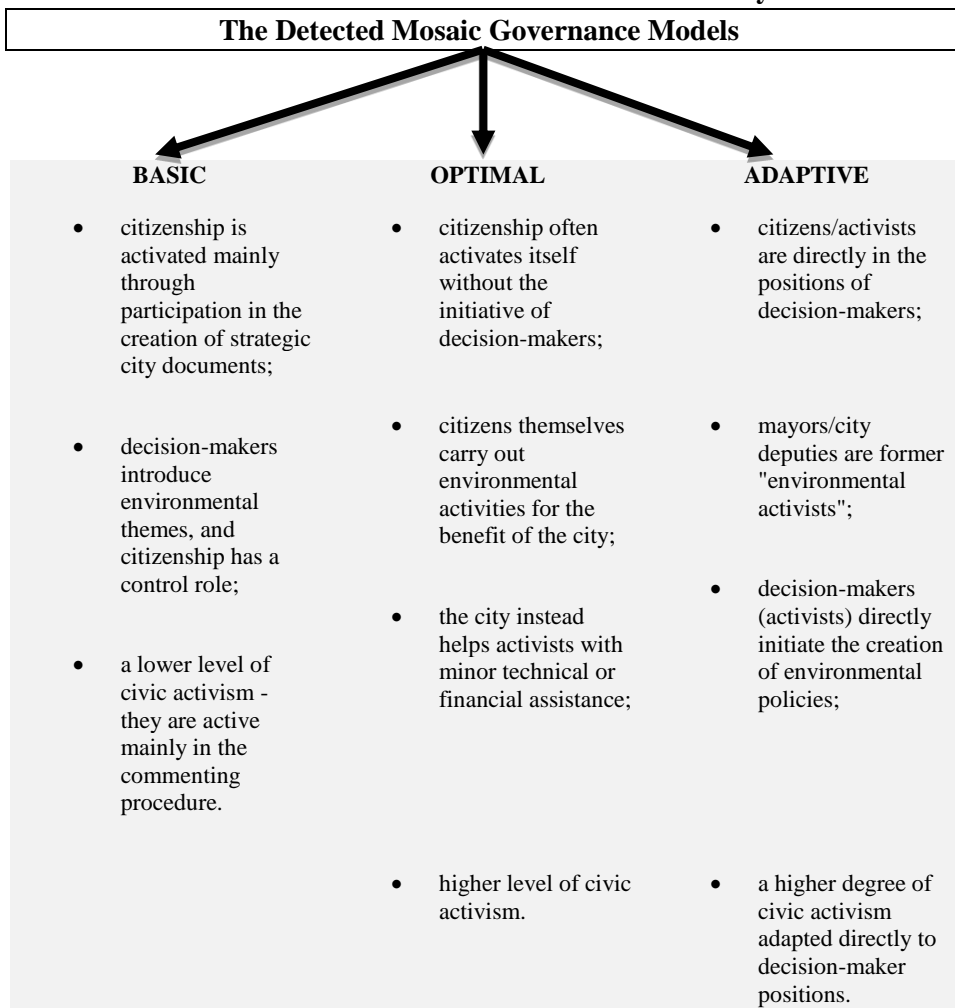 The Detected Mosaic Governance Models
BASIC
• citizenship is
activated mainly
through
participation in the
creation of strategic
city documents;
• decision-makers
introduce
environmental
themes, and
citizenship has a
control role;
• a lower level of
civic activism -
they are active
mainly in the
commenting
procedure.
OPTIMAL
• citizenship often
activates itself
without the
initiative of
decision-makers;
• citizens themselves
carry out
environmental
activities for the
benefit of the city;
• the city instead
helps activists with
minor technical or
financial assistance;
• higher level of civic
activism.
ADAPTIVE
• citizens/activists
are directly in the
positions of
decision-makers;
• mayors/city
deputies are former
"environmental
activists";
• decision-makers
(activists) directly
initiate the creation
of environmental
policies;
• a higher degree of
civic activism
adapted directly to
decision-maker
positions.